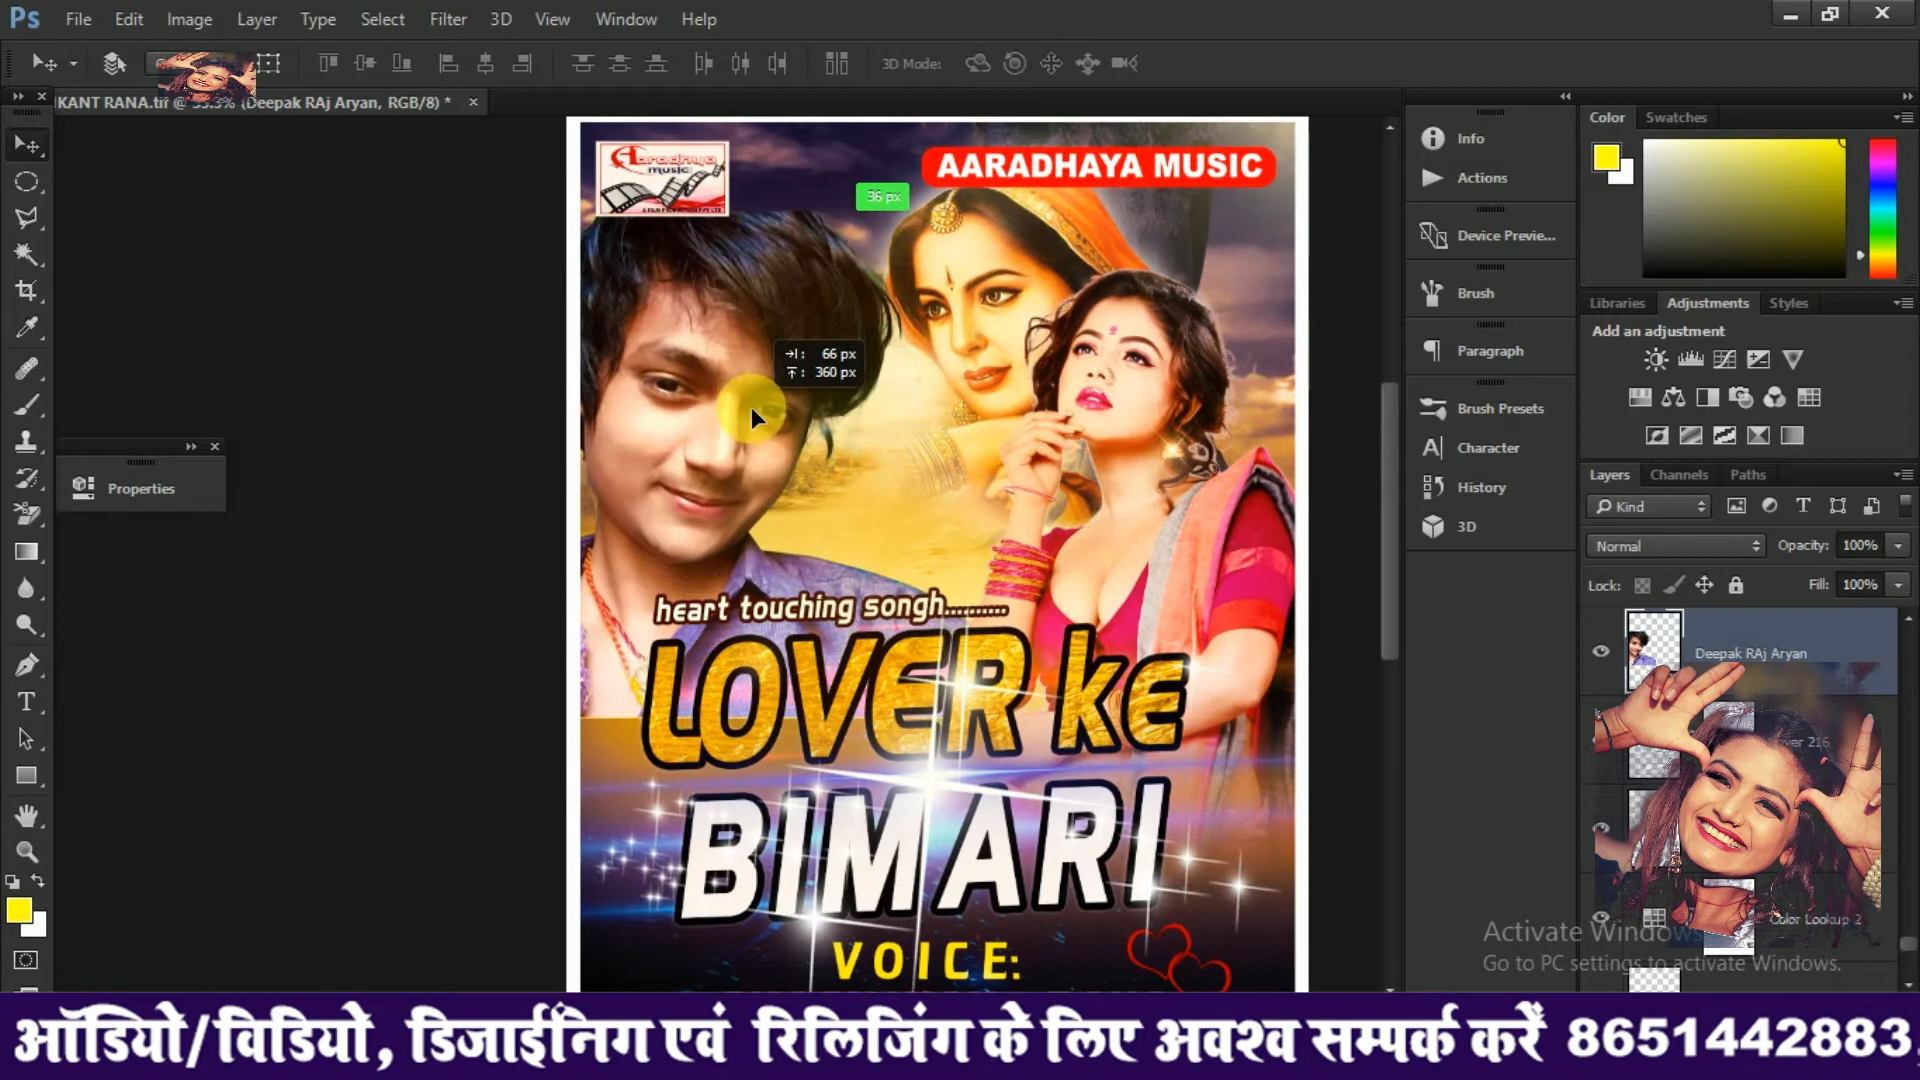 Ps File Edit Image Layer Type Select Filter 3D View Window Help
3D Mode:
KANT RANA.tif @ 33.3% (Deepak RAj Aryan, RGB/8) *
Properties
Aaradhya
music
AARADHAYA MUSIC
36 px
66 px
360 px
heart touching songh..........
LOVER ke
BIMARI
VOICE:
Info
Actions
Device Previe...
Brush
Paragraph
Brush Presets
Character
History
3D
Color Swatches
Libraries Adjustments Styles
Add an adjustment
Layers Channels Paths
Kind
Normal Opacity: 100%
Lock: Fill: 100%
Deepak RAj Aryan
216
Color Lookup 2
Activate Windows
Go to PC settings to activate Windows.
ऑडियो/विडियो, डिजाईनिंग एवं रिलिजिंग के लिए अवश्व सम्पर्क करें 8651442883,